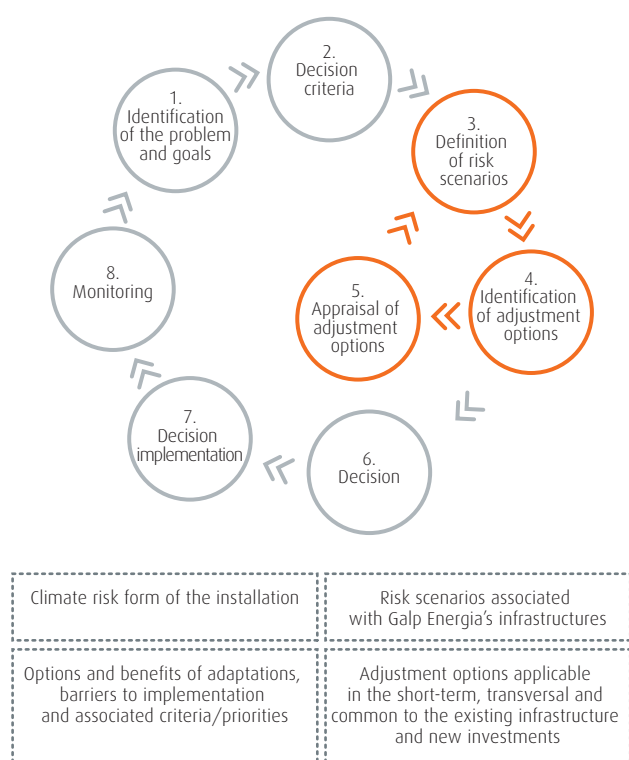 1.
Identification
of the problem
and goals
2.
Decision
criteria
3.
Definition
of risk
scenarios
4.
Identification
of adjustment
options
5.
Appraisal of
adjustment
options
6.
Decision
7.
Decision
implementation
8.
Monitoring
Climate risk form of the installation
Risk scenarios associated
with Galp Energia's infrastructures
Options and benefits of adaptations,
barriers to implementation
and associated criteria/priorities
Adjustment options applicable
in the short-term, transversal and
common to the existing infrastructure
and new investments